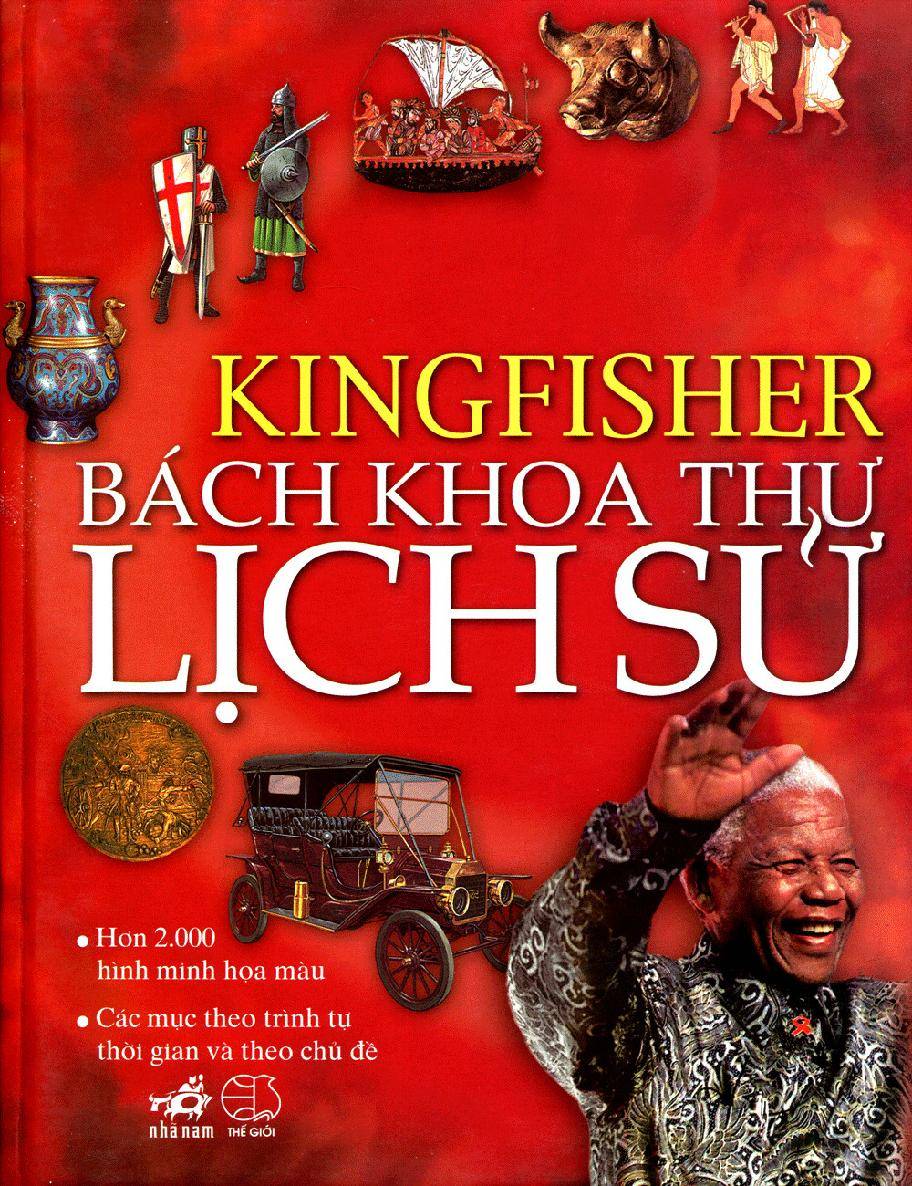 KINGFISHER
BÁCH KHOA THƯ
LỊCH SỬ
• Hơn 2.000
hình minh họa màu
• Các mục theo trình tự
thời gian và theo chủ đề
nhã nam
THẾ GIỚI